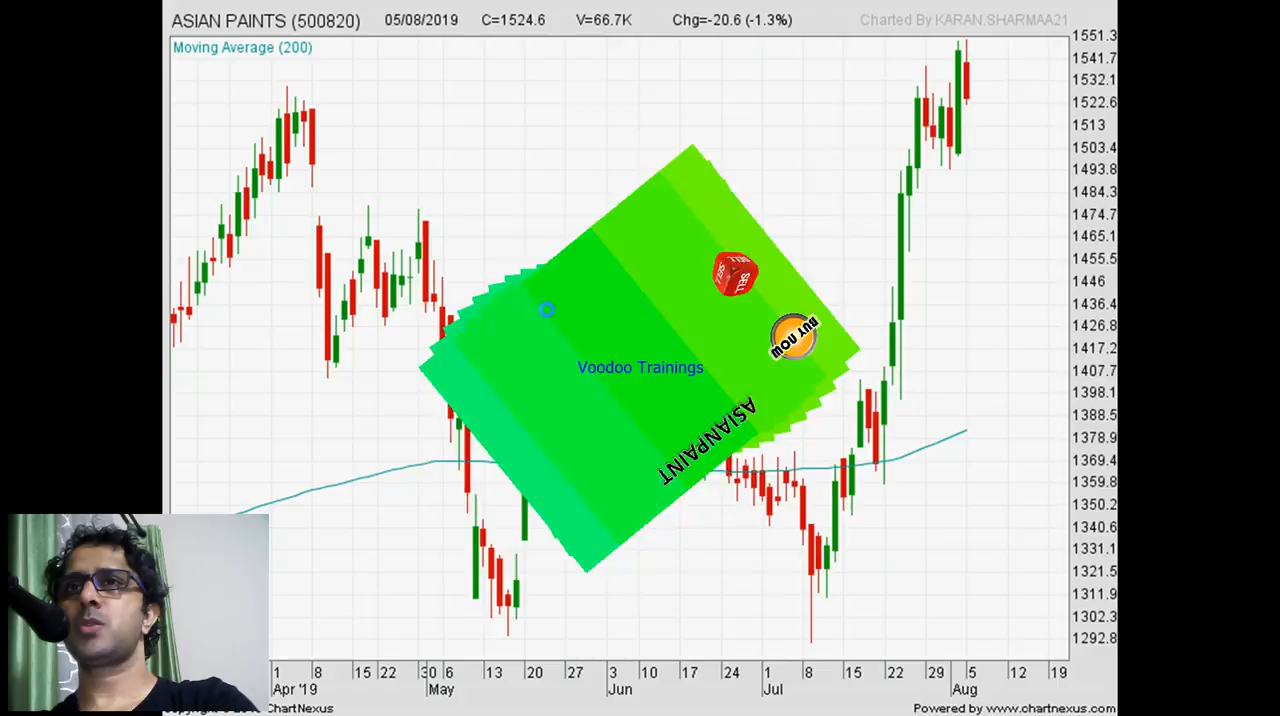 ASIAN PAINTS (500820) 05/08/2019 C=1524.6 V=66.7K Chg=-20.6 (-1.3%) Charted By KARAN.SHARMAA21
Moving Average (200)
1551.3
1541.7
1532.1
1522.6
1513
1503.4
1493.8
1484.3
1474.7
1465.1
1455.5
1446
1436.4
1426.8
1417.2
1407.7
1398.1
1388.5
1378.9
1369.4
1359.8
1350.2
1340.6
1331.1
1321.5
1311.9
1302.3
1292.8
SELL
SELL
BUY NOW
Voodoo Trainings
ASIANPAINT
1 8 15 22 30 6 13 20 27 3 10 17 24 1 8 15 22 29 5 12 19
Apr '19 May Jun Jul Aug
ChartNexus
Powered by www.chartnexus.com